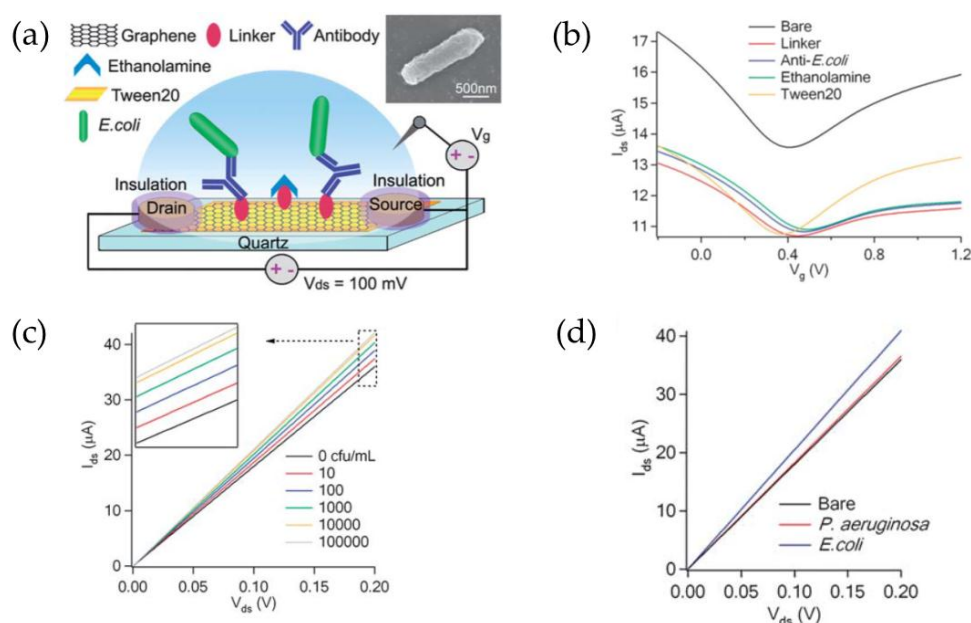 (a)
Graphene Linker Antibody
Ethanolamine
Tween20
E.coli
500nm
Vg
Insulation
Drain
Insulation
Source
Quartz
Vds = 100 mV
(b)
Bare
Linker
Anti-E.coli
Ethanolamine
Tween20
17
16
15
14
13
12
11
Ids (μA)
0.0 0.4 0.8 1.2
Vg (V)
(c)
40
30
20
10
0
Ids (μA)
0 cfu/mL
10
100
1000
10000
100000
0.00 0.05 0.10 0.15 0.20
Vds (V)
(d)
40
30
20
10
0
Ids (μA)
Bare
P. aeruginosa
E.coli
0.00 0.05 0.10 0.15 0.20
Vds (V)